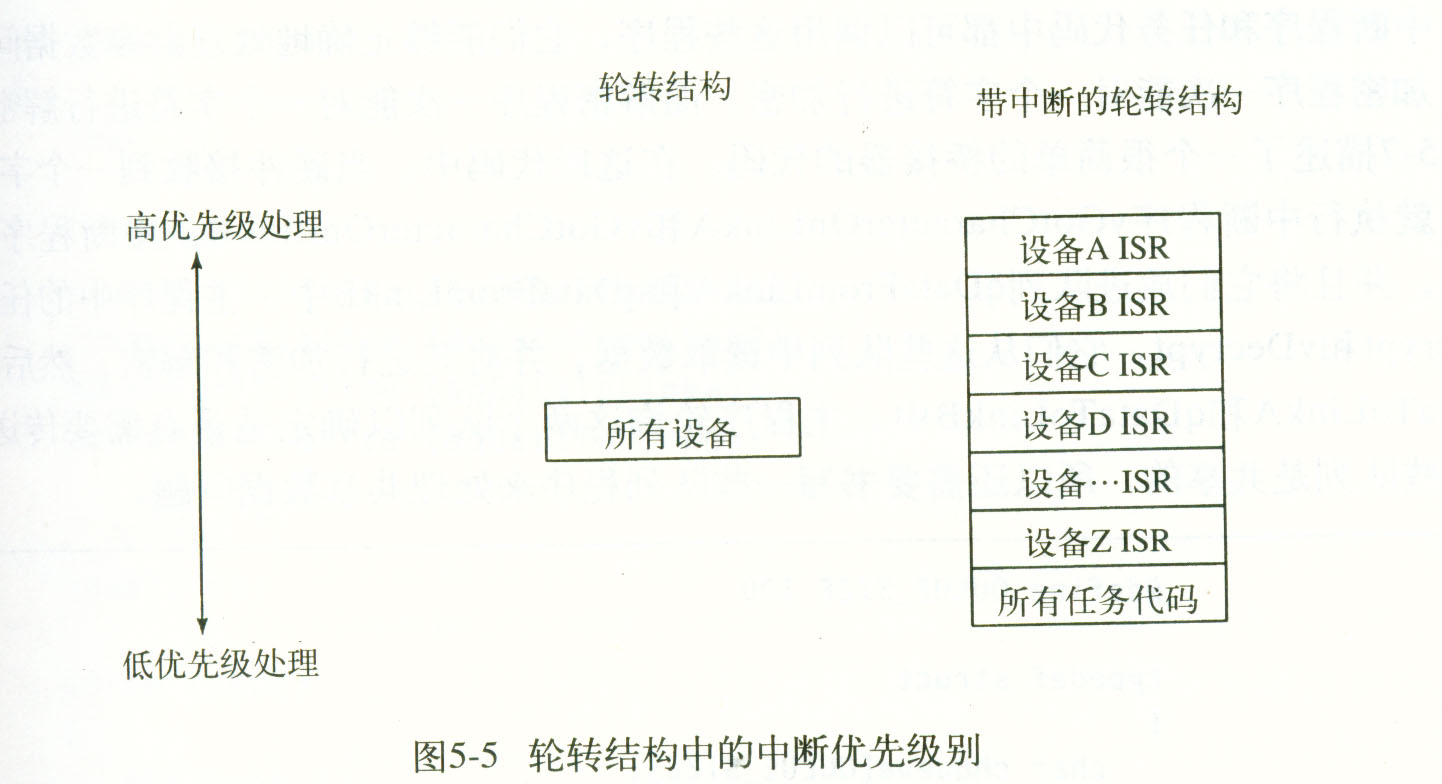 轮转结构
带中断的轮转结构
高优先级处理
设备A ISR
设备B ISR
设备C ISR
所有设备
设备D ISR
设备…ISR
设备Z ISR
所有任务代码
低优先级处理
图5-5 轮转结构中的中断优先级别